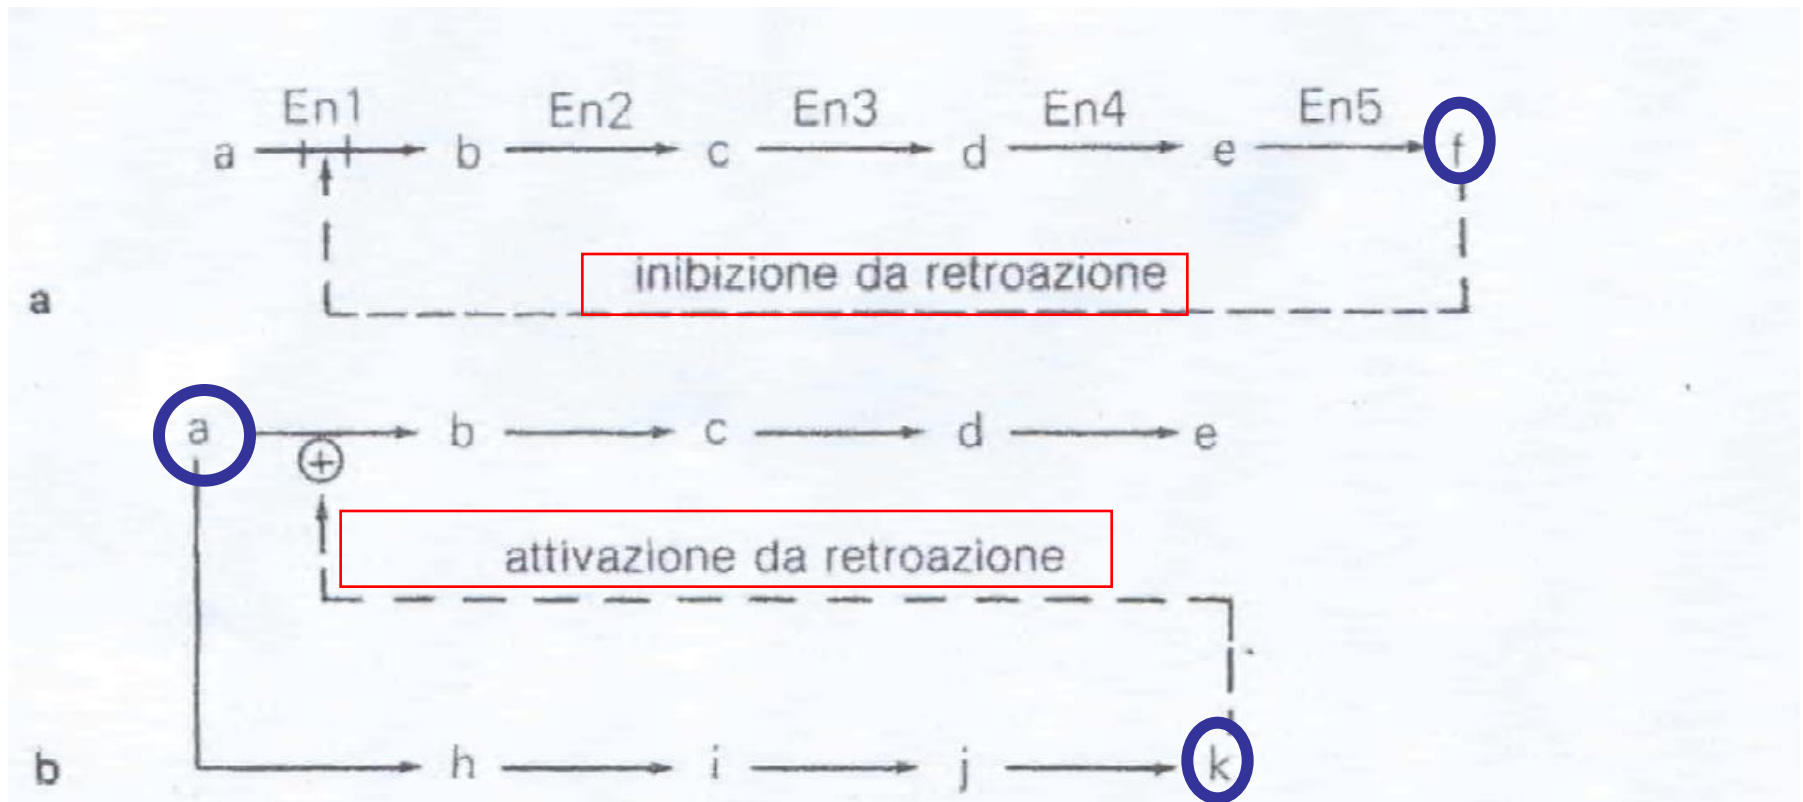 En1 En2 En3 En4 En5
a b c d e f
inibizione da retroazione
a
a b c d e
+
attivazione da retroazione
b h i j k